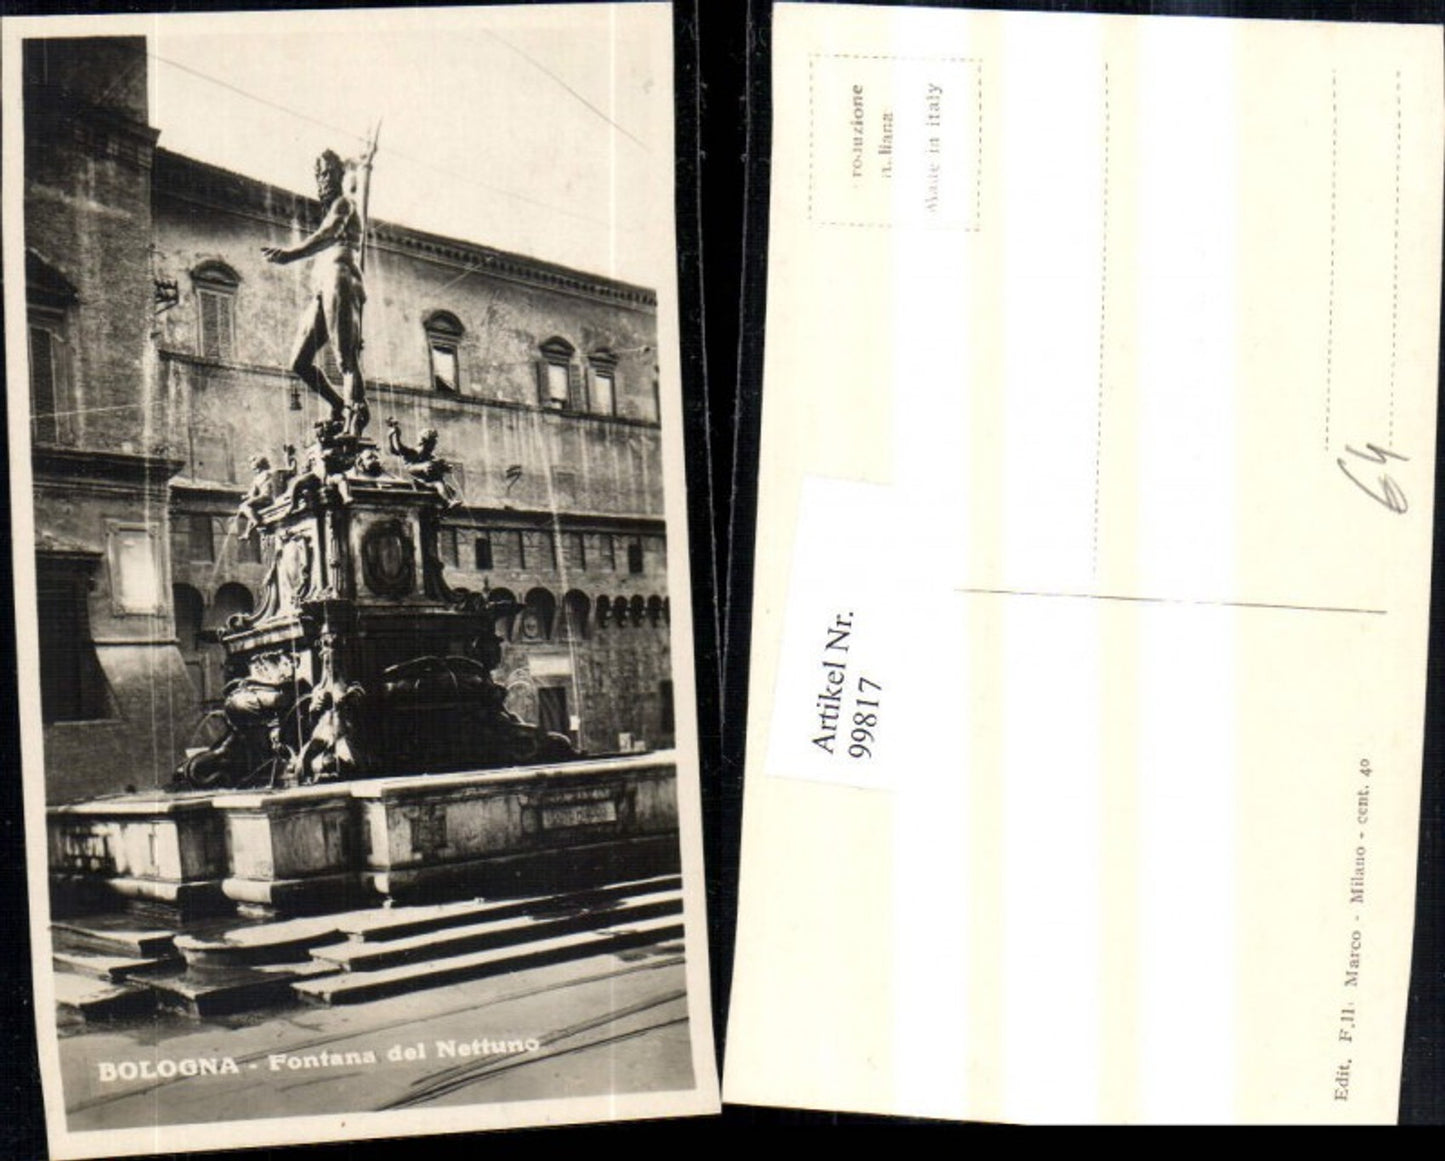 BOLOGNA - Fontana del Nettuno
Made in italy
64
Artikel Nr.
99817
Edit. F.lli Marco - Milano - cent. 40